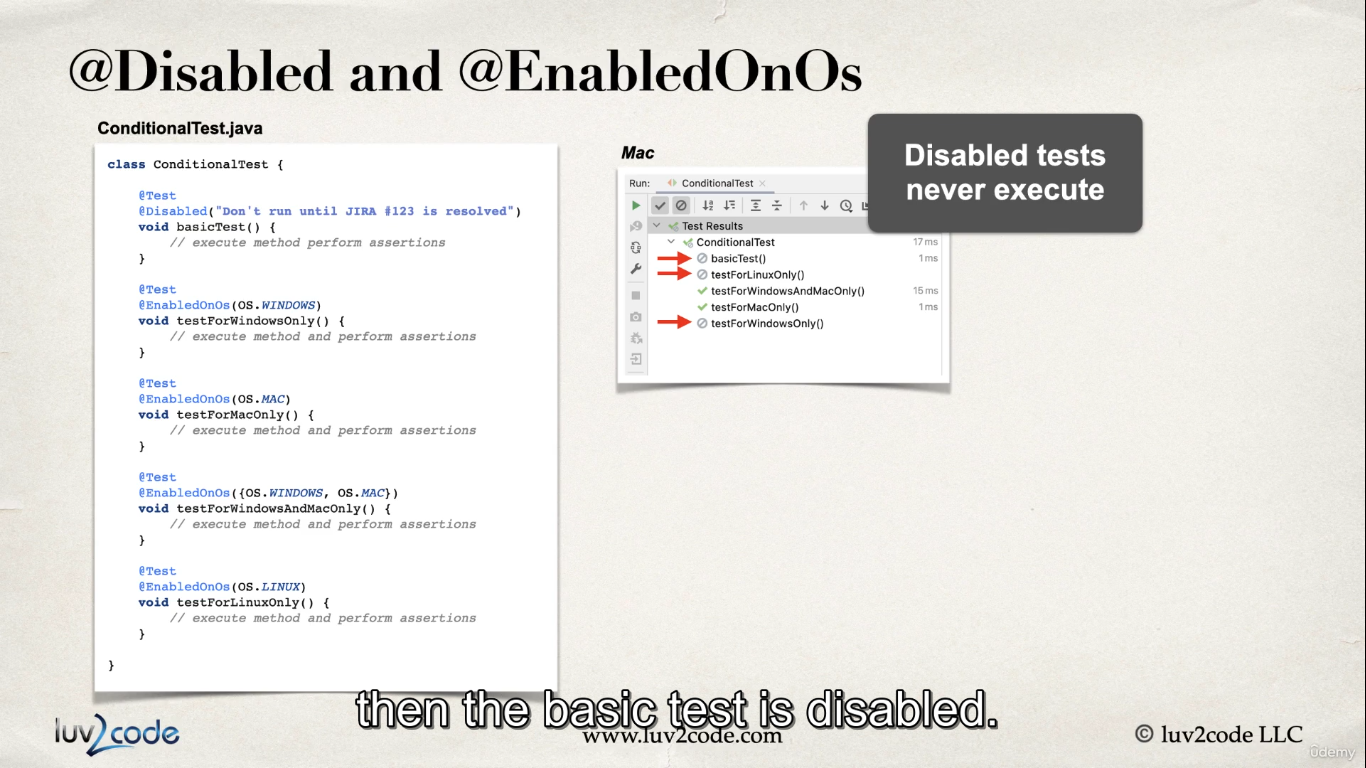 @Disabled and @EnabledOnOs
ConditionalTest.java
class ConditionalTest {
@Test
@Disabled("Don't run until JIRA #123 is resolved")
void basicTest() {
// execute method perform assertions
}
@Test
@EnabledOnOs(OS.WINDOWS)
void testForWindowsOnly() {
// execute method and perform assertions
}
@Test
@EnabledOnOs(OS.MAC)
void testForMacOnly() {
// execute method and perform assertions
}
@Test
@EnabledOnOs({OS.WINDOWS, OS.MAC})
void testForWindowsAndMacOnly() {
// execute method and perform assertions
}
@Test
@EnabledOnOs(OS.LINUX)
void testForLinuxOnly() {
// execute method and perform assertions
}
}
Mac
Run: ConditionalTest
Test Results
ConditionalTest 17 ms
basicTest() 1 ms
testForLinuxOnly()
testForWindowsAndMacOnly() 15 ms
testForMacOnly() 1 ms
testForWindowsOnly()
Disabled tests
never execute
then the basic test is disabled.
luv2code
www.luv2code.com
© luv2code LLC
ûdemy